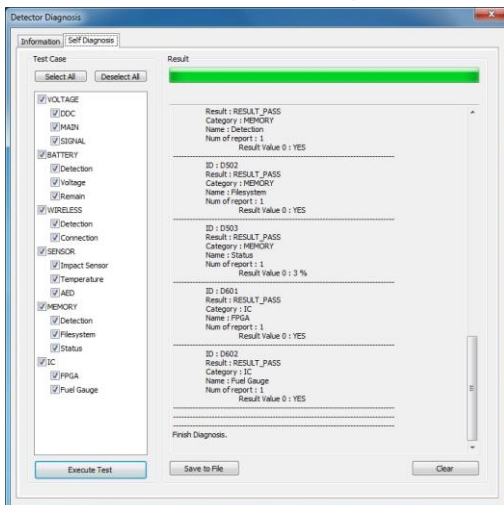 Detector Diagnosis
Information
Self Diagnosis
Test Case
Select All
Deselect All
VOLTAGE
DDC
MAIN
SIGNAL
BATTERY
Detection
Voltage
Remain
WIRELESS
Detection
Connection
SENSOR
Impact Sensor
Temperature
AED
MEMORY
Detection
Filesystem
Status
IC
FPGA
Fuel Gauge
Execute Test
Result
Result : RESULT_PASS
Category : MEMORY
Name : Detection
Num of report : 1
Result Value 0 : YES
--------------------------------------------------
ID : D502
Result : RESULT_PASS
Category : MEMORY
Name : Filesystem
Num of report : 1
Result Value 0 : YES
--------------------------------------------------
ID : D503
Result : RESULT_PASS
Category : MEMORY
Name : Status
Num of report : 1
Result Value 0 : 3 %
--------------------------------------------------
ID : D601
Result : RESULT_PASS
Category : IC
Name : FPGA
Num of report : 1
Result Value 0 : YES
--------------------------------------------------
ID : D602
Result : RESULT_PASS
Category : IC
Name : Fuel Gauge
Num of report : 1
Result Value 0 : YES
--------------------------------------------------
--------------------------------------------------
--------------------------------------------------
Finish Diagnosis.
Save to File
Clear